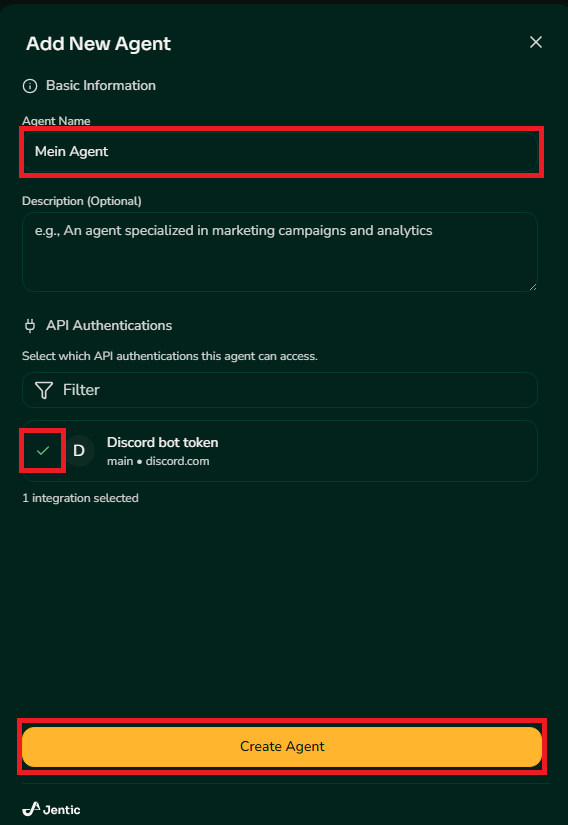 Add New Agent
Basic Information
Agent Name
Mein Agent
Description (Optional)
e.g., An agent specialized in marketing campaigns and analytics
API Authentications
Select which API authentications this agent can access.
Filter
D
Discord bot token
main • discord.com
1 integration selected
Create Agent
Jentic